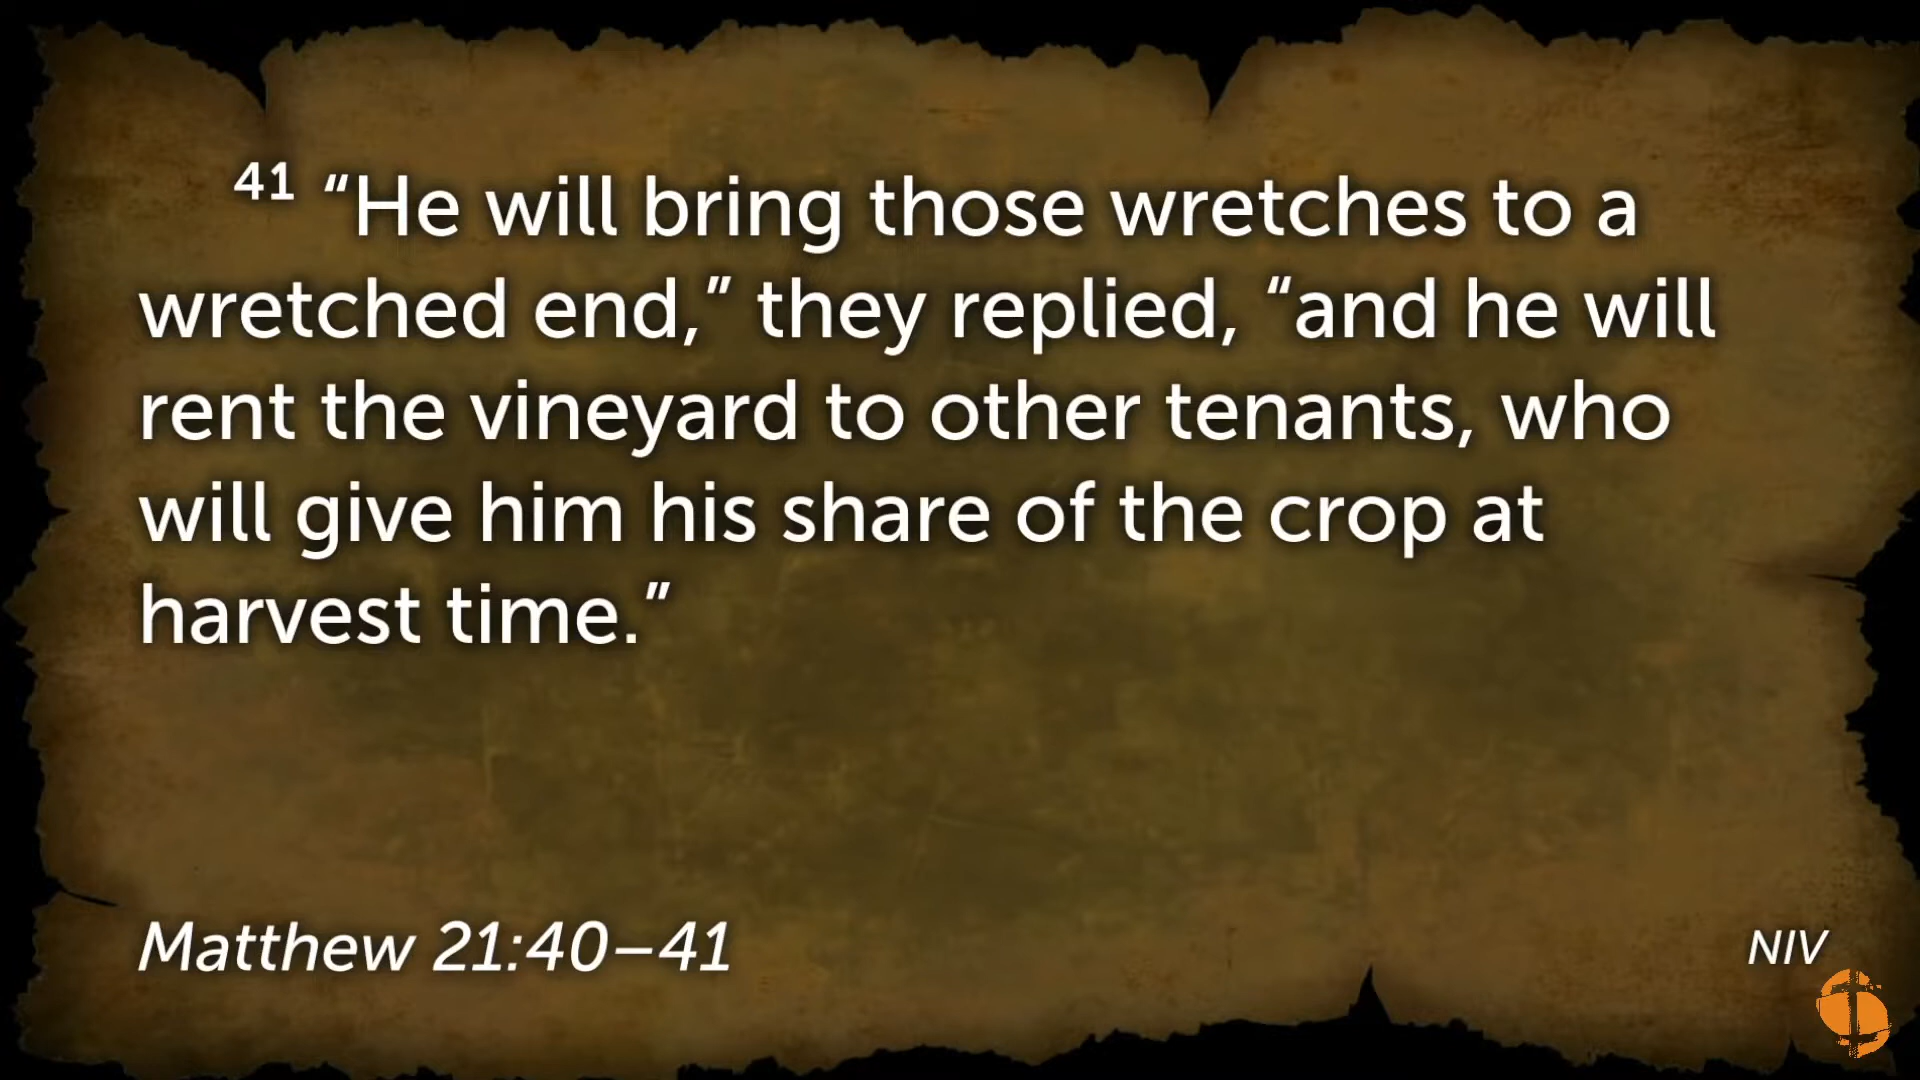 41 “He will bring those wretches to a
wretched end,” they replied, “and he will
rent the vineyard to other tenants, who
will give him his share of the crop at
harvest time.”
Matthew 21:40–41
NIV